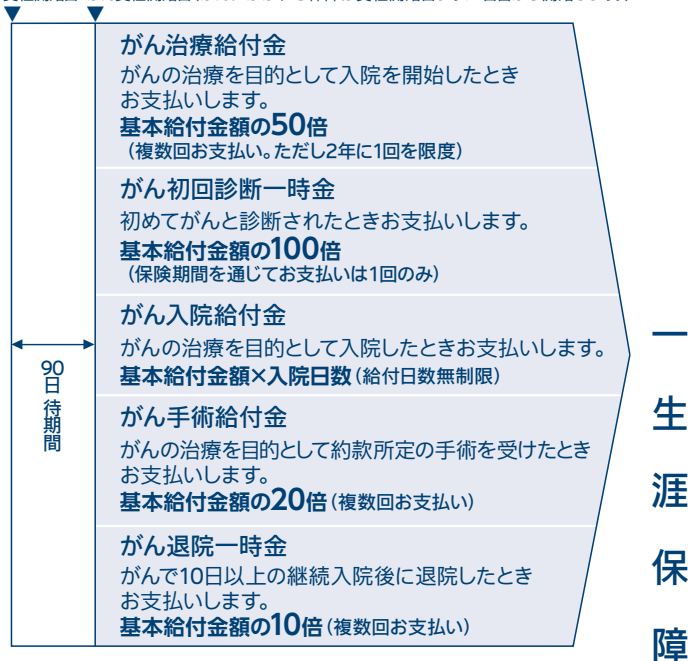 がん治療給付金
がんの治療を目的として入院を開始したとき
お支払いします。
基本給付金額の50倍
（複数回お支払い。ただし2年に1回を限度）
がん初回診断一時金
初めてがんと診断されたときお支払いします。
基本給付金額の100倍
（保険期間を通じてお支払いは1回のみ）
がん入院給付金
がんの治療を目的として入院したときお支払いします。
基本給付金額×入院日数（給付日数無制限）
がん手術給付金
がんの治療を目的として約款所定の手術を受けたとき
お支払いします。
基本給付金額の20倍（複数回お支払い）
がん退院一時金
がんで10日以上の継続入院後に退院したとき
お支払いします。
基本給付金額の10倍（複数回お支払い）
90日 待期間
一生涯保障